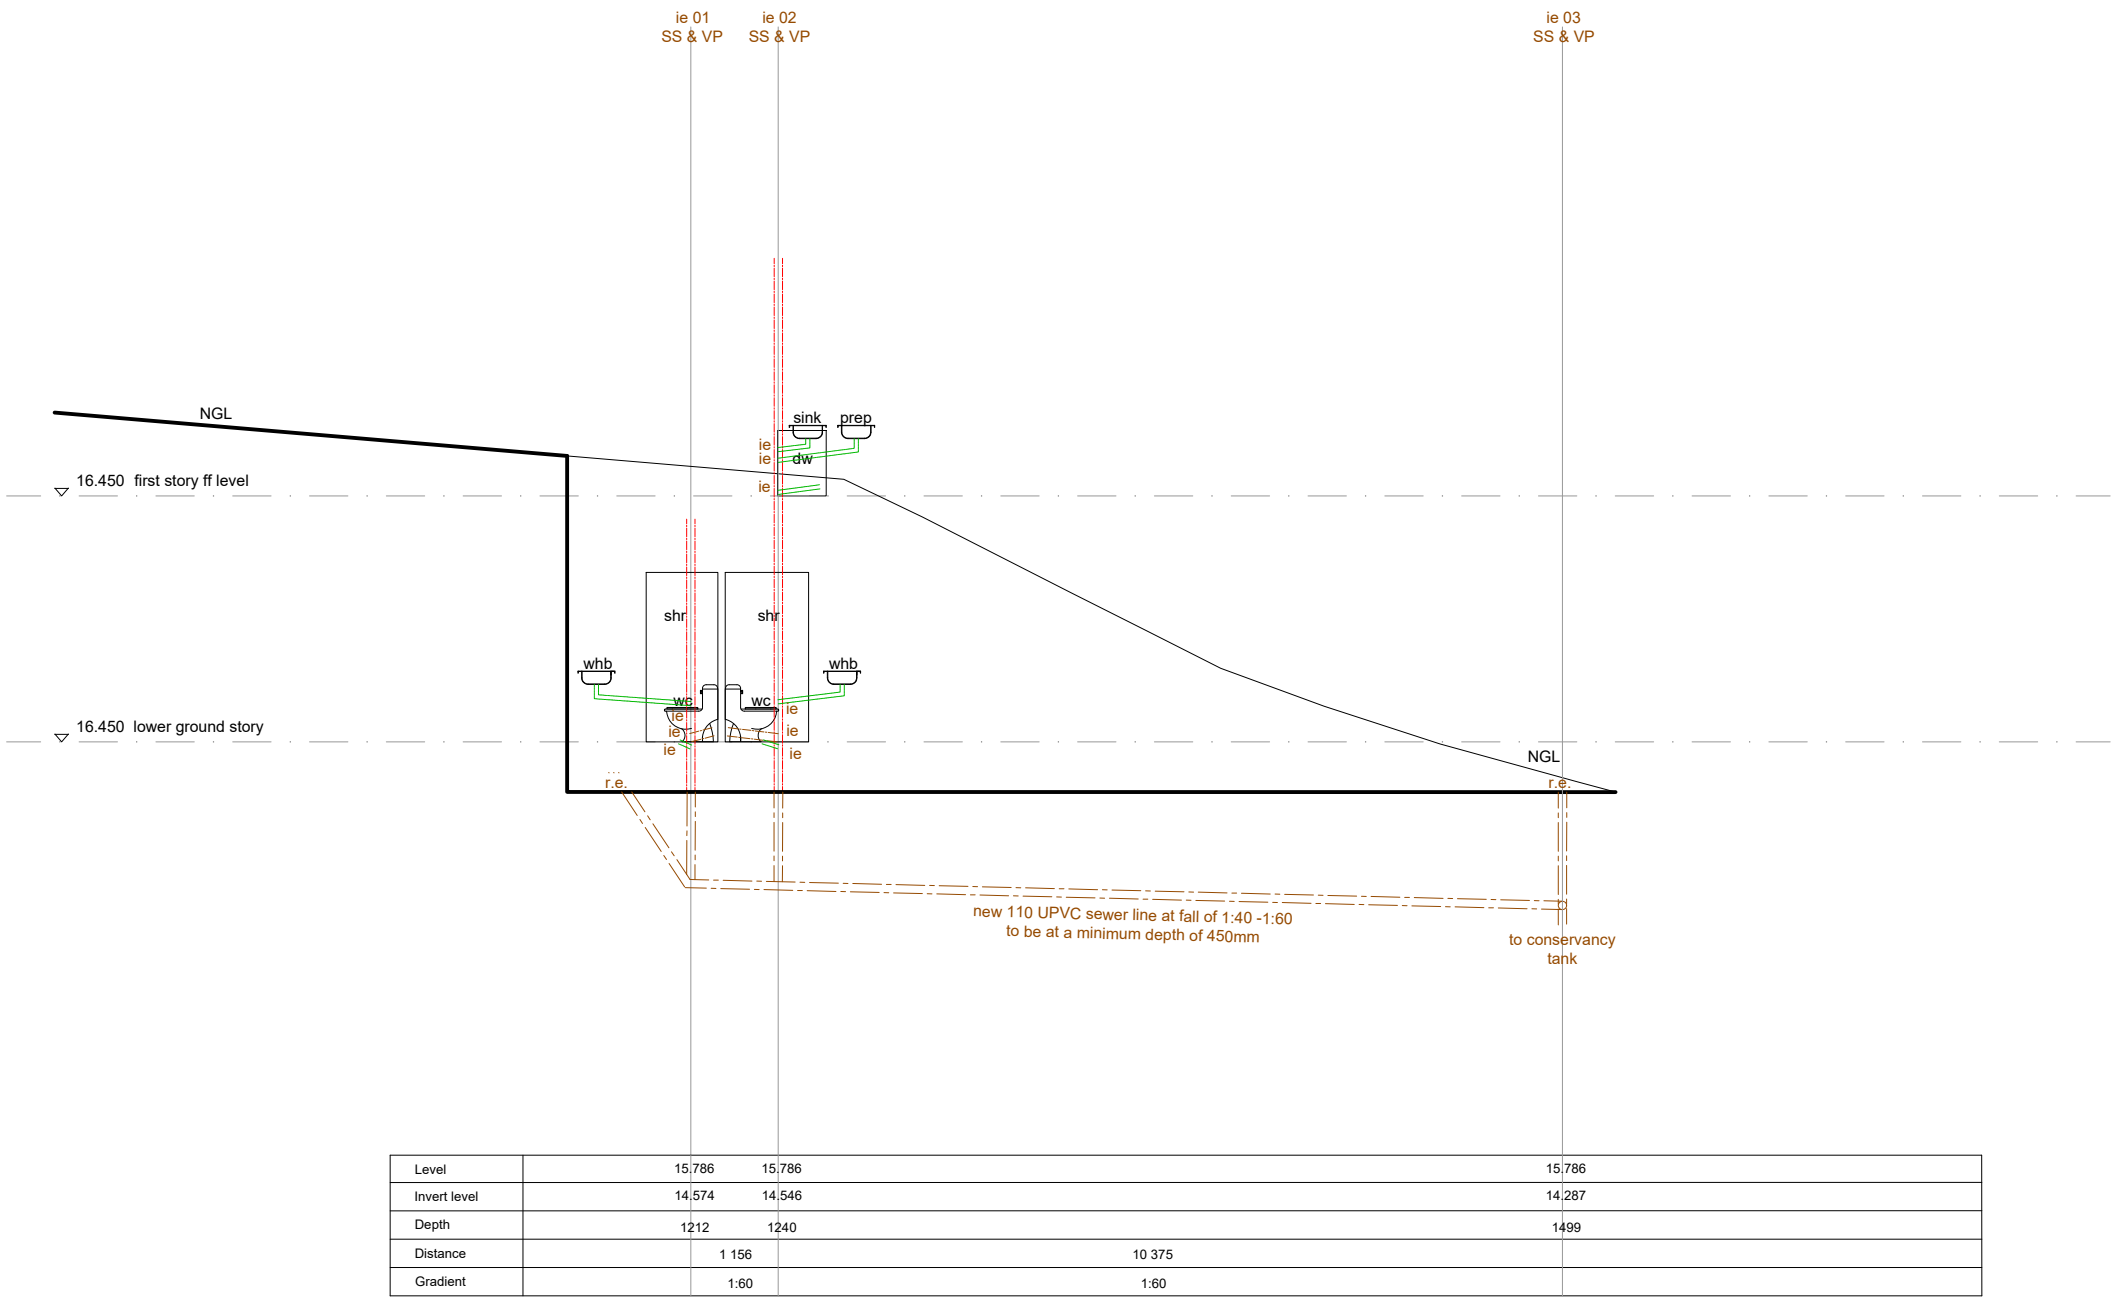 ie 01
SS & VP
ie 02
SS & VP
ie 03
SS & VP
NGL
sink
prep
ie
ie
dw
16.450 first story ff level
ie
shr
shr
whb
whb
wc
wc
ie
ie
ie
ie
16.450 lower ground story
ie
ie
NGL
...
r.e.
r.e.
new 110 UPVC sewer line at fall of 1:40 -1:60
to be at a minimum depth of 450mm
to conservancy
tank
Level 15.786 15.786 15.786
Invert level 14.574 14.546 14.287
Depth 1212 1240 1499
Distance 1 156 10 375
Gradient 1:60 1:60